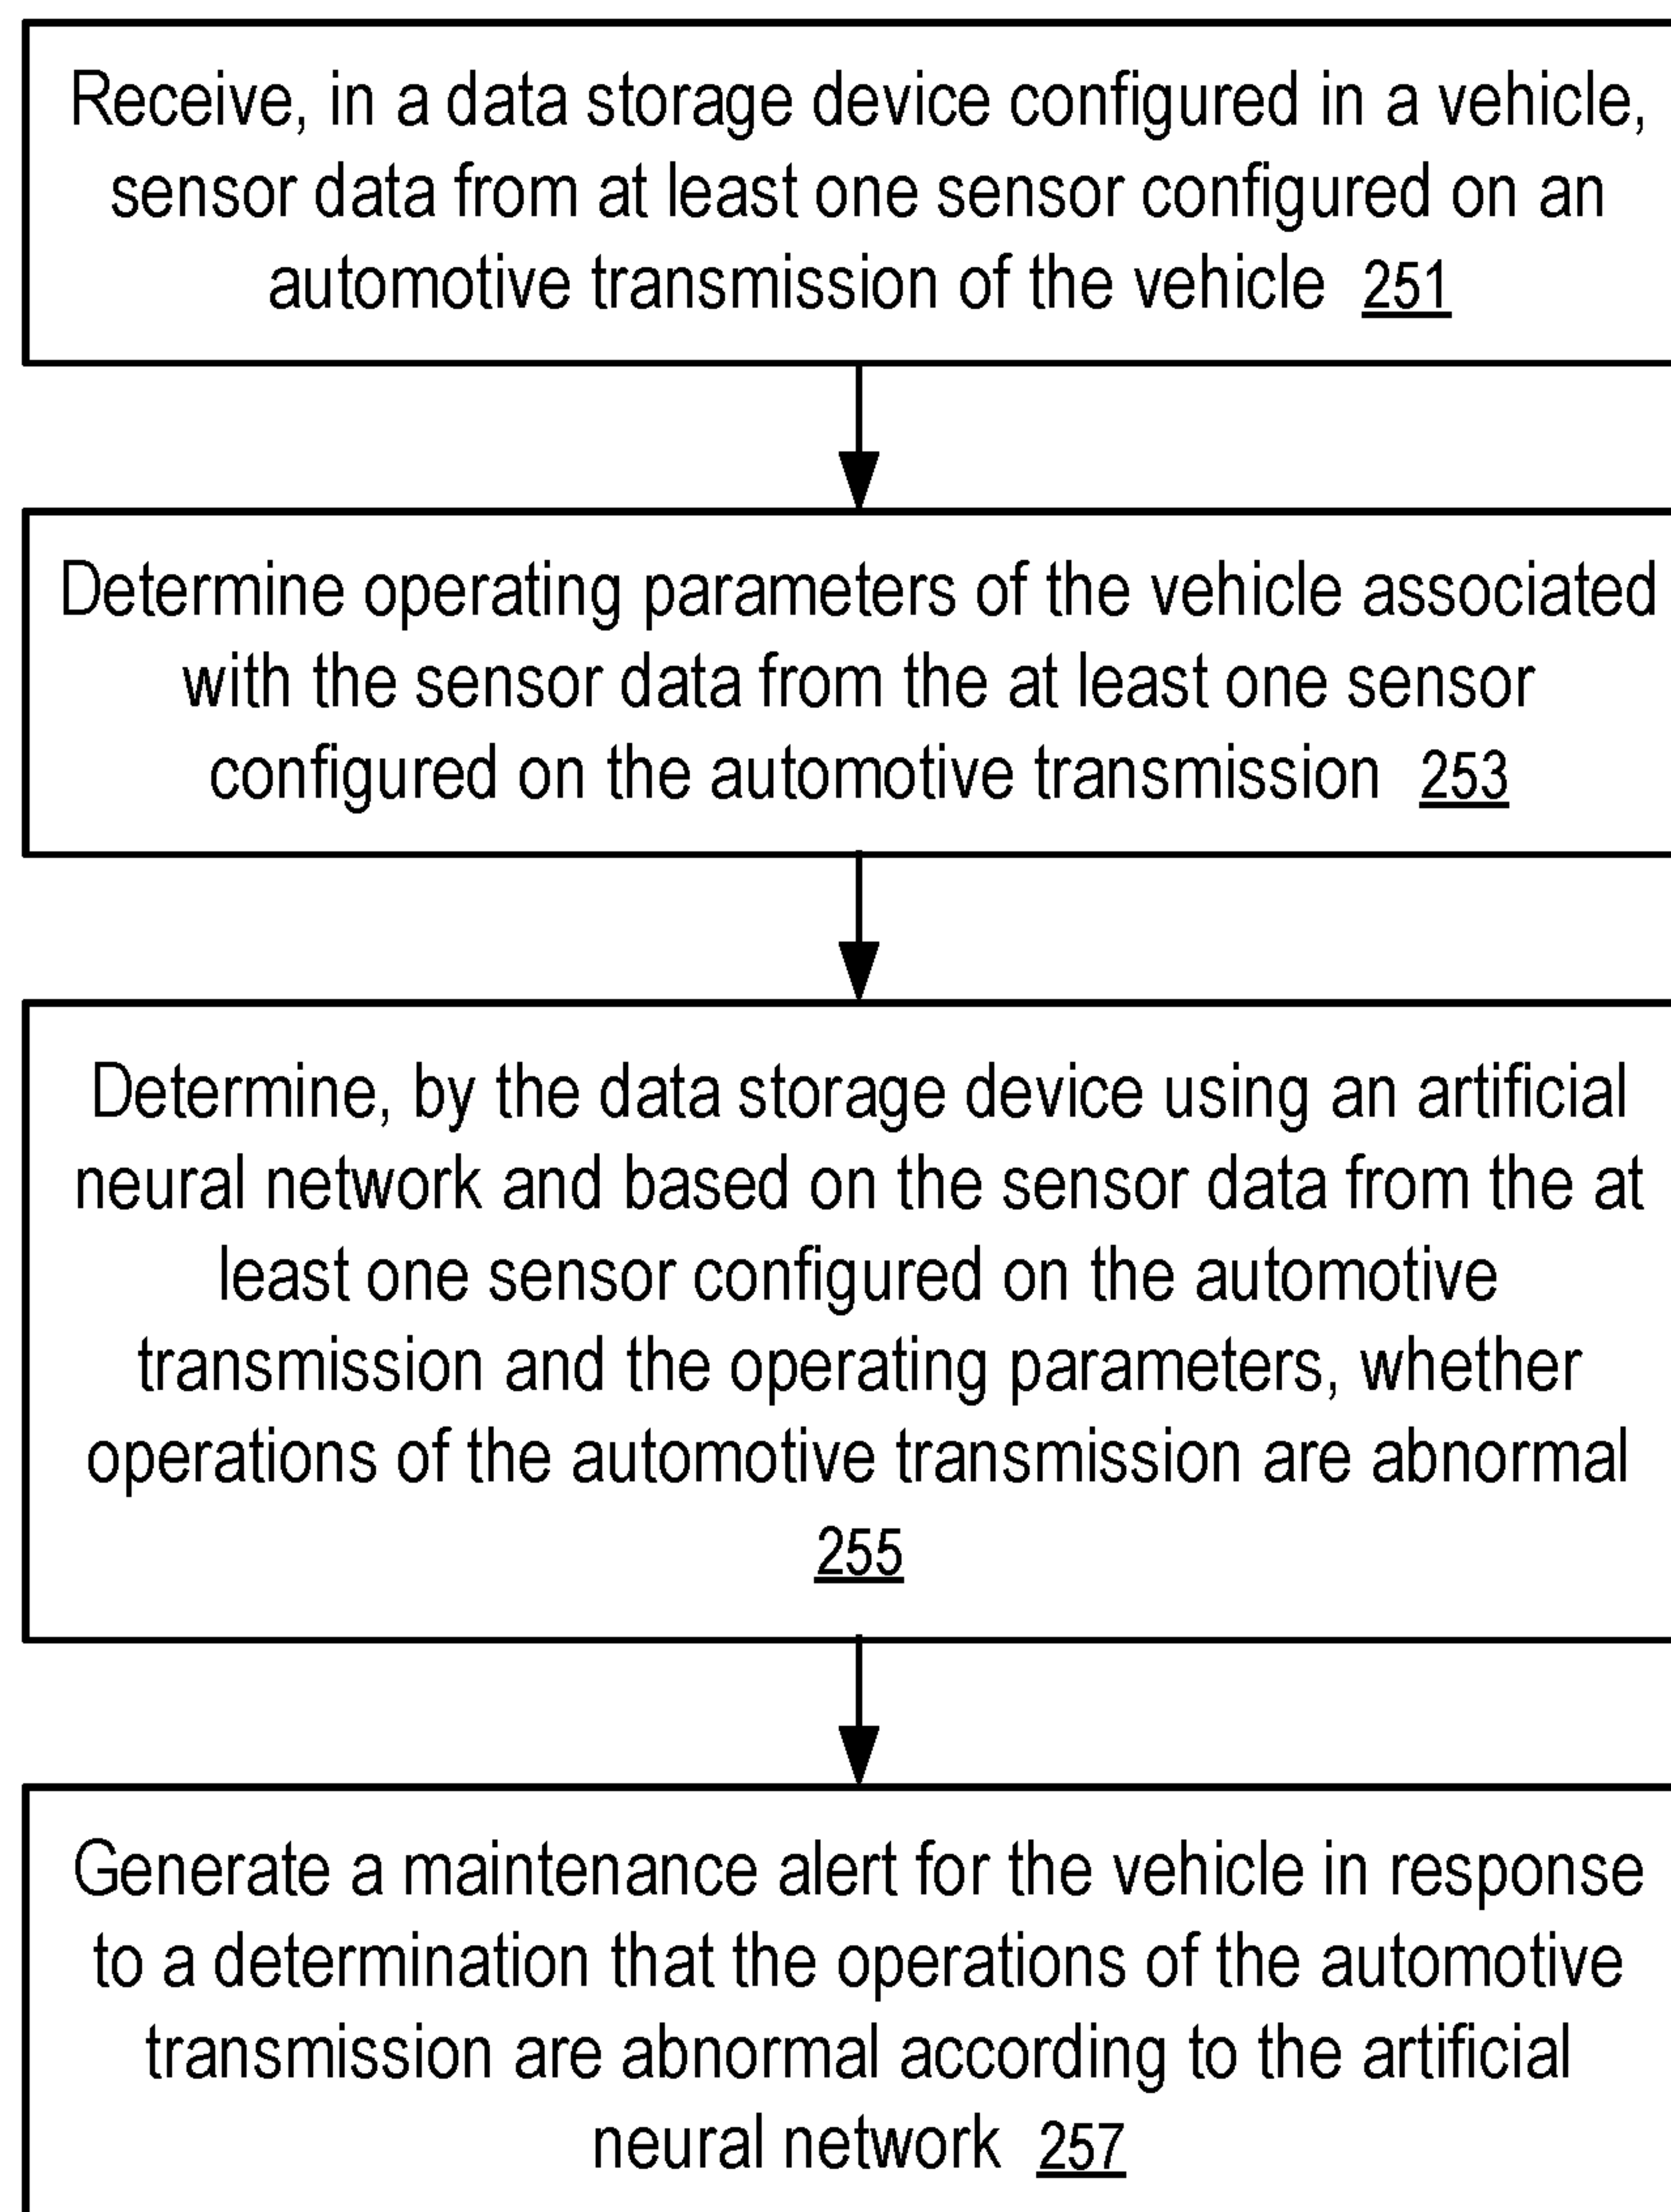 Receive, in a data storage device configured in a vehicle,
sensor data from at least one sensor configured on an
automotive transmission of the vehicle 251
Determine operating parameters of the vehicle associated
with the sensor data from the at least one sensor
configured on the automotive transmission 253
Determine, by the data storage device using an artificial
neural network and based on the sensor data from the at
least one sensor configured on the automotive
transmission and the operating parameters, whether
operations of the automotive transmission are abnormal
255
Generate a maintenance alert for the vehicle in response
to a determination that the operations of the automotive
transmission are abnormal according to the artificial
neural network 257